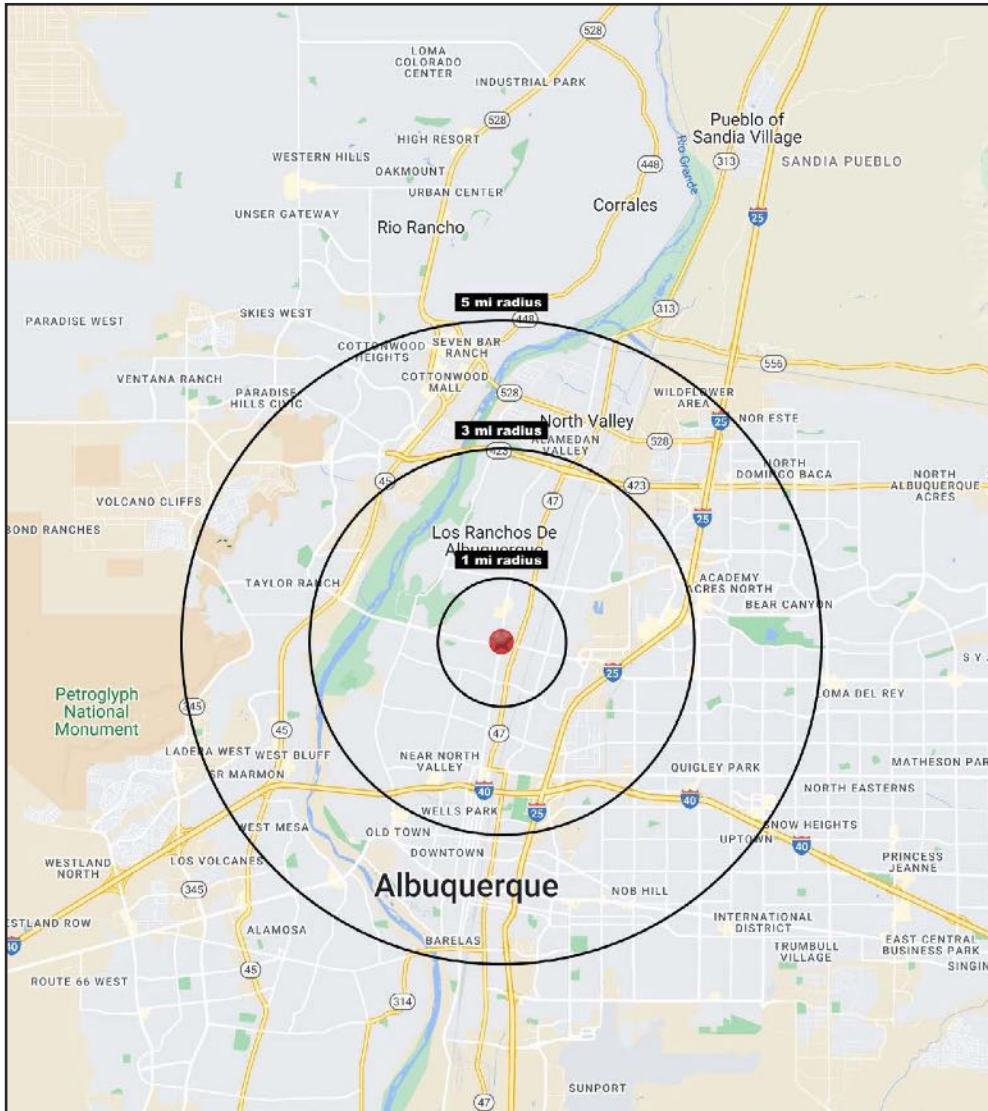 528
LOMA
COLORADO
CENTER
INDUSTRIAL PARK
528
HIGH RESORT
Pueblo of
Sandia Village
WESTERN HILLS
OAKMOUNT
448
313
SANDIA PUEBLO
URBAN CENTER
Rio Grande
UNSER GATEWAY
Corrales
25
Rio Rancho
5 mi radius
313
SKIES WEST
448
PARADISE WEST
COTTONWOOD
HEIGHTS
SEVEN BAR
RANCH
556
VENTANA RANCH
COTTONWOOD
MALL
528
WILDFLOWER
AREA
PARADISE
HILLS CIVIC
North Valley
25
NOR ESTE
3 mi radius
ALAMEDAN
VALLEY
528
423
NORTH
DOMINGO BACA
NORTH
ALBUQUERQUE
ACRES
45
423
47
VOLCANO CLIFFS
25
BOND RANCHES
Los Ranchos De
Albuquerque
1 mi radius
TAYLOR RANCH
ACADEMY
ACRES NORTH
BEAR CANYON
S Y
25
LOMA DEL REY
Petroglyph
National
Monument
345
45
47
LADERA WEST
WEST BLUFF
NEAR NORTH
VALLEY
MATHESON PAR
SR MARMON
QUIGLEY PARK
40
40
NORTH EASTERNS
WELLS PARK
25
WEST MESA
OLD TOWN
SNOW HEIGHTS
UPTOWN
40
DOWNTOWN
WESTLAND
NORTH
LOS VOLCANES
PRINCESS
JEANNE
345
Albuquerque
NOB HILL
ESTLAND ROW
ALAMOSA
INTERNATIONAL
DISTRICT
40
BARELAS
TRUMBULL
VILLAGE
EAST CENTRAL
BUSINESS PARK
45
SINGIN
ROUTE 66 WEST
314
SUNPORT
47